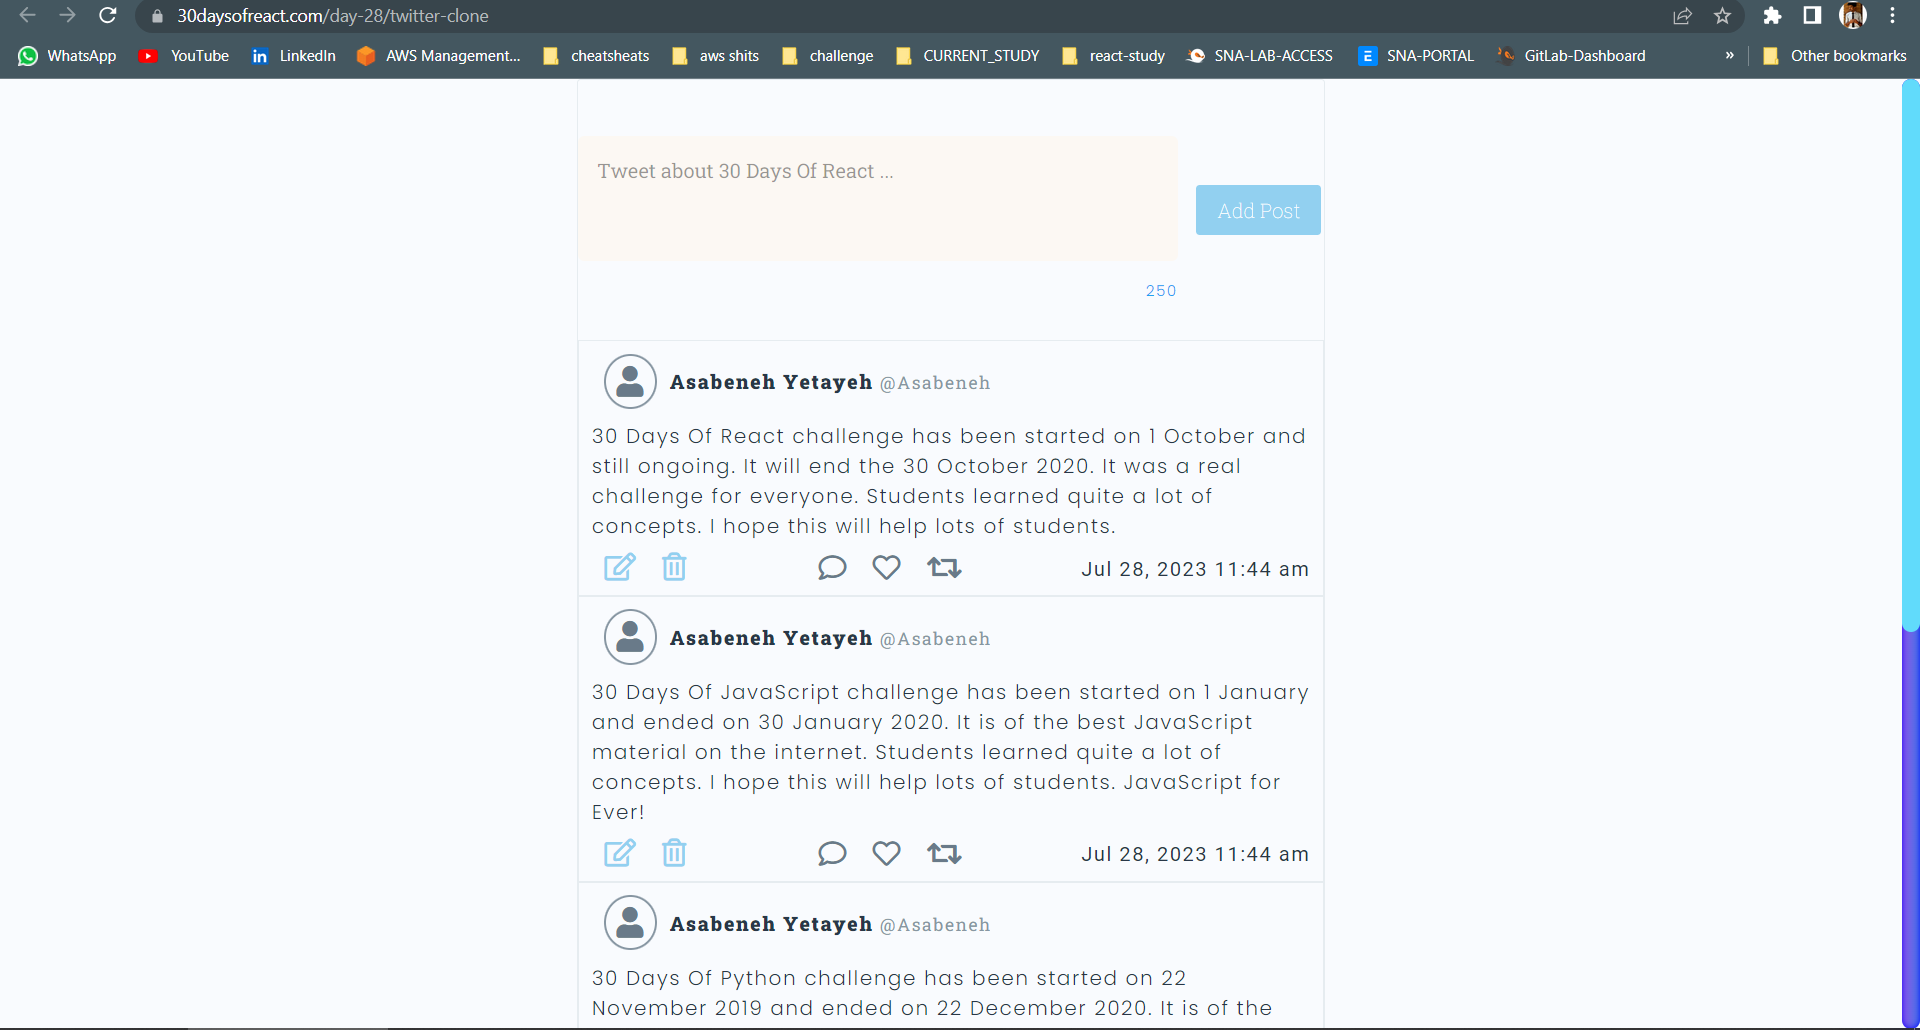 30daysofreact.com/day-28/twitter-clone
WhatsApp YouTube LinkedIn AWS Management... cheatsheats aws shits challenge CURRENT_STUDY react-study SNA-LAB-ACCESS SNA-PORTAL GitLab-Dashboard » Other bookmarks
Tweet about 30 Days Of React ...
Add Post
250
Asabeneh Yetayeh @Asabeneh
30 Days Of React challenge has been started on 1 October and
still ongoing. It will end the 30 October 2020. It was a real
challenge for everyone. Students learned quite a lot of
concepts. I hope this will help lots of students.
Jul 28, 2023 11:44 am
Asabeneh Yetayeh @Asabeneh
30 Days Of JavaScript challenge has been started on 1 January
and ended on 30 January 2020. It is of the best JavaScript
material on the internet. Students learned quite a lot of
concepts. I hope this will help lots of students. JavaScript for
Ever!
Jul 28, 2023 11:44 am
Asabeneh Yetayeh @Asabeneh
30 Days Of Python challenge has been started on 22
November 2019 and ended on 22 December 2020. It is of the